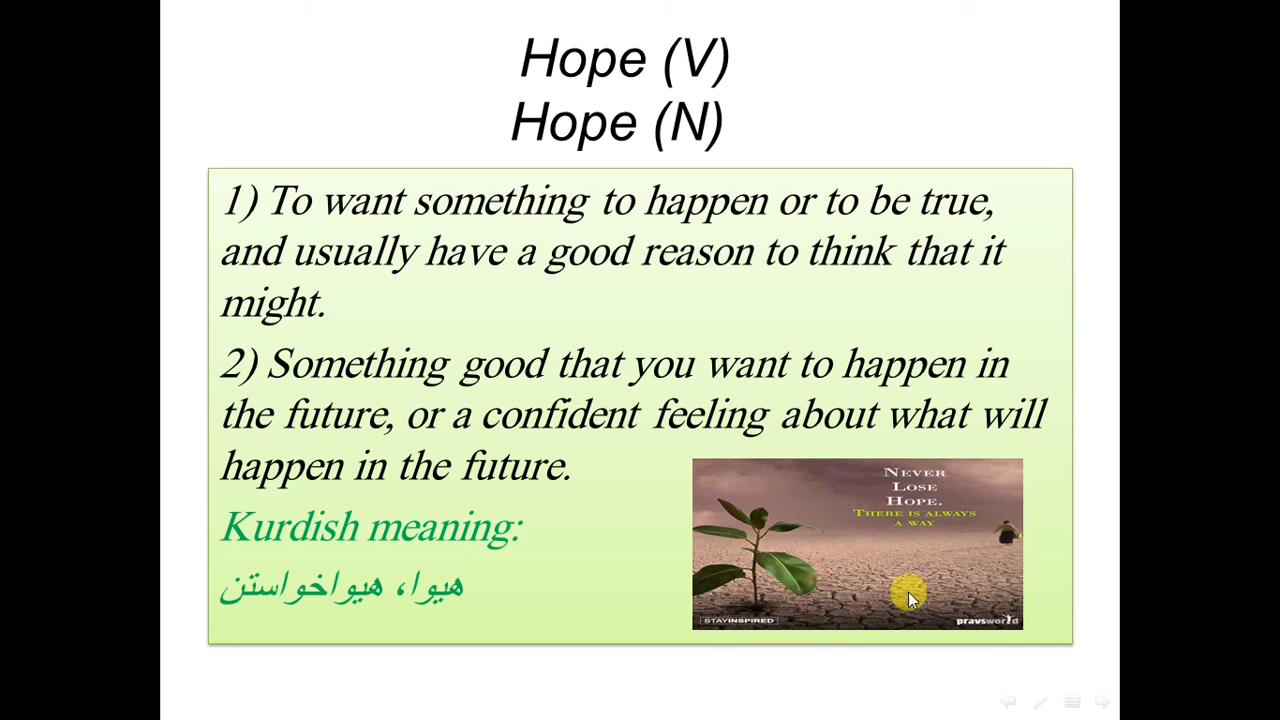 Hope (V)
Hope (N)
1) To want something to happen or to be true,
and usually have a good reason to think that it
might.
2) Something good that you want to happen in
the future, or a confident feeling about what will
happen in the future.
Kurdish meaning:
هیوا، هیواخواستن
NEVER
LOSE
HOPE.
THERE IS ALWAYS
A WAY
STAYINSPIRED
pravsworld